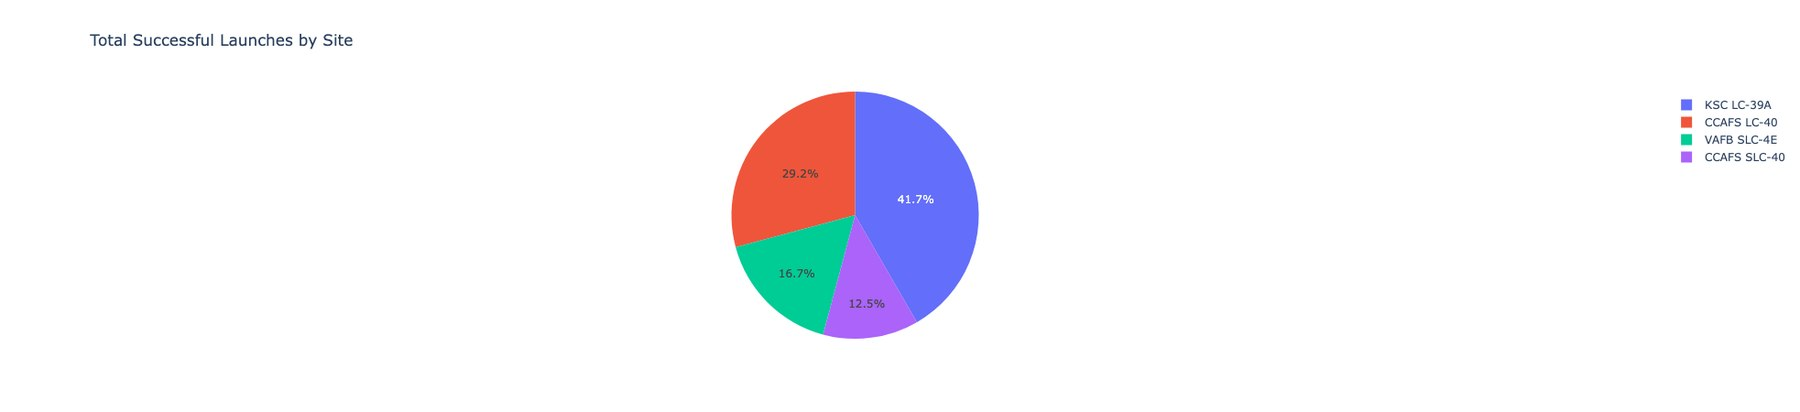 Total Successful Launches by Site
KSC LC-39A
CCAFS LC-40
VAFB SLC-4E
CCAFS SLC-40
29.2%
41.7%
16.7%
12.5%